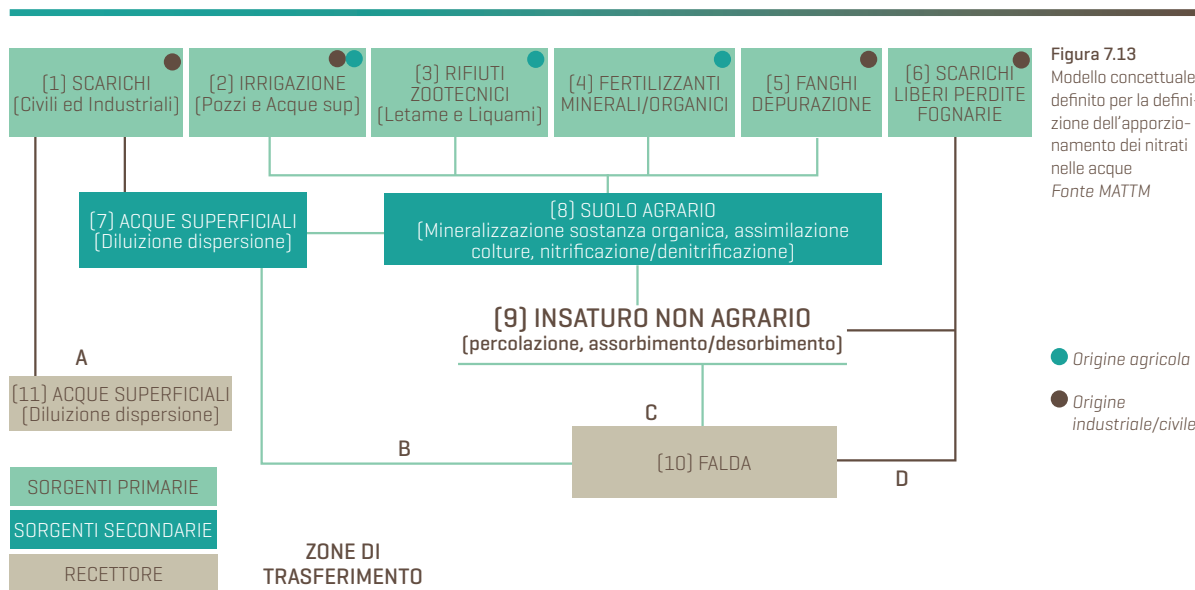 (1) SCARICHI
(Civili ed Industriali)
(2) IRRIGAZIONE
(Pozzi e Acque sup)
(3) RIFIUTI
ZOOTECNICI
(Letame e Liquami)
(4) FERTILIZZANTI
MINERALI/ORGANICI
(5) FANGHI
DEPURAZIONE
(6) SCARICHI
LIBERI PERDITE
FOGNARIE
Figura 7.13
Modello concettuale
definito per la defini-
zione dell'apporzio-
namento dei nitrati
nelle acque
Fonte MATTM
(7) ACQUE SUPERFICIALI
(Diluizione dispersione)
(8) SUOLO AGRARIO
(Mineralizzazione sostanza organica, assimilazione
colture, nitrificazione/denitrificazione)
(9) INSATURO NON AGRARIO
(percolazione, assorbimento/desorbimento)
A
(11) ACQUE SUPERFICIALI
(Diluizione dispersione)
B
C
(10) FALDA
D
Origine agricola
Origine
industriale/civile
SORGENTI PRIMARIE
SORGENTI SECONDARIE
RECETTORE
ZONE DI
TRASFERIMENTO